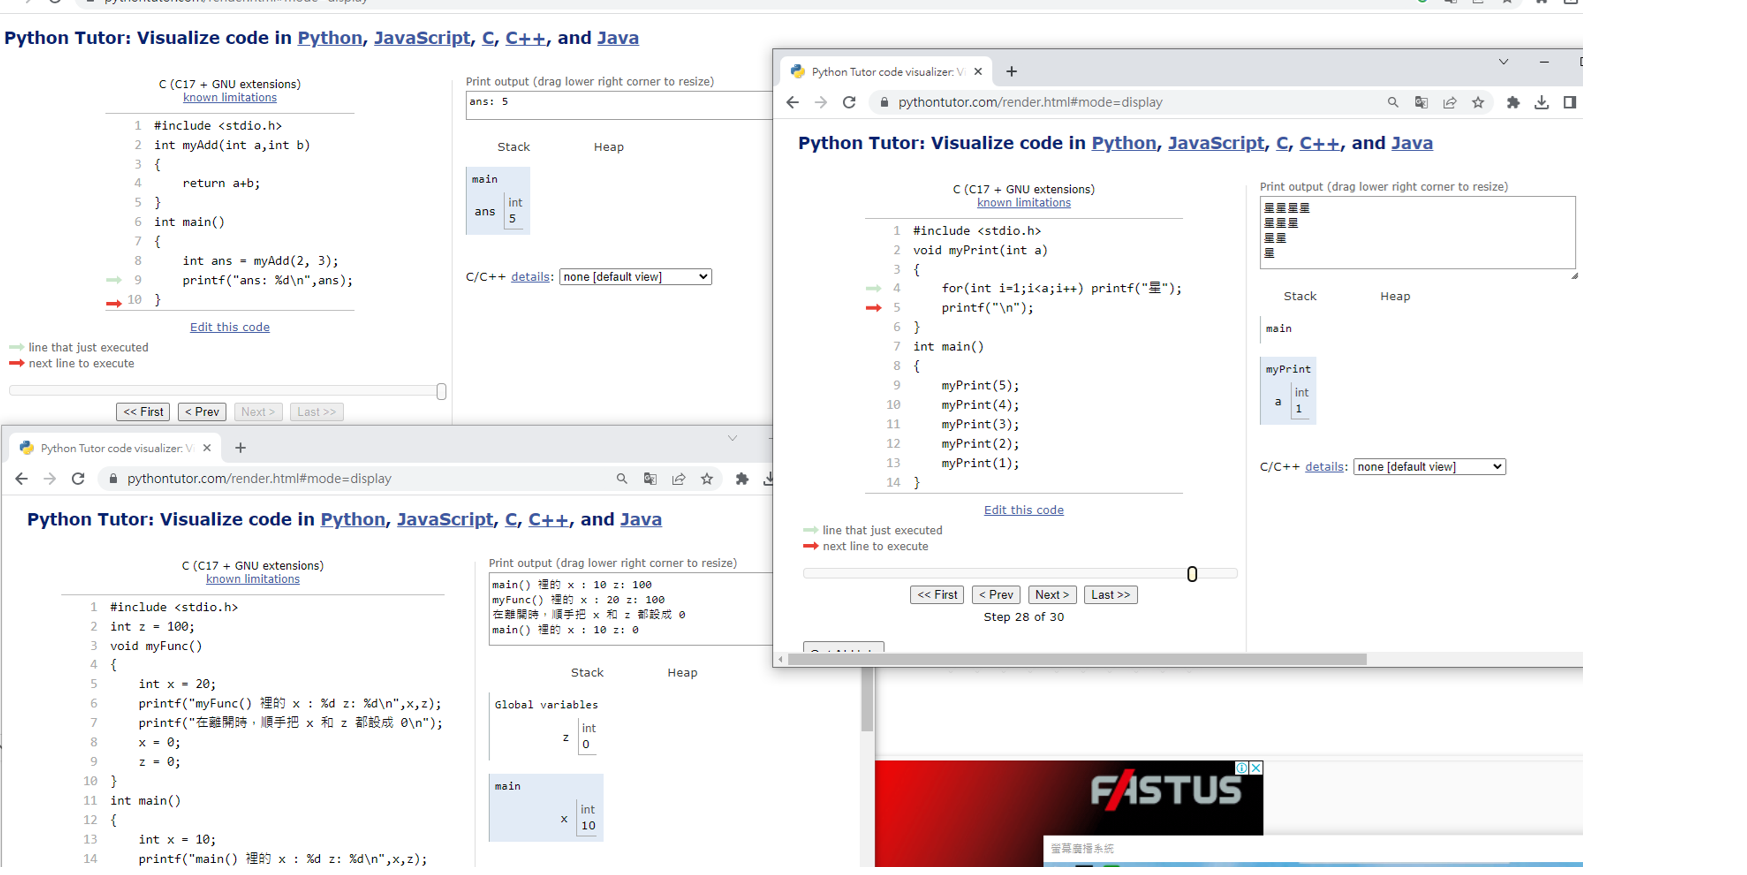 Python Tutor: Visualize code in Python, JavaScript, C, C++, and Java
C (C17 + GNU extensions)
known limitations
1 #include <stdio.h>
2 int myAdd(int a,int b)
3 {
4 return a+b;
5 }
6 int main()
7 {
8 int ans = myAdd(2, 3);
9 printf("ans: %d\n",ans);
10 }
Edit this code
line that just executed
next line to execute
<< First < Prev Next > Last >>
Print output (drag lower right corner to resize)
ans: 5
Stack Heap
main
ans int
5
C/C++ details: none [default view]
Python Tutor code visualizer: V
pythontutor.com/render.html#mode=display
Python Tutor: Visualize code in Python, JavaScript, C, C++, and Java
C (C17 + GNU extensions)
known limitations
1 #include <stdio.h>
2 void myPrint(int a)
3 {
4 for(int i=1;i<a;i++) printf("星");
5 printf("\n");
6 }
7 int main()
8 {
9 myPrint(5);
10 myPrint(4);
11 myPrint(3);
12 myPrint(2);
13 myPrint(1);
14 }
Edit this code
line that just executed
next line to execute
<< First < Prev Next > Last >>
Step 28 of 30
Print output (drag lower right corner to resize)
星星星星
星星星
星星
星
Stack Heap
main
myPrint
a int
1
C/C++ details: none [default view]
Python Tutor code visualizer: V
pythontutor.com/render.html#mode=display
Python Tutor: Visualize code in Python, JavaScript, C, C++, and Java
C (C17 + GNU extensions)
known limitations
1 #include <stdio.h>
2 int z = 100;
3 void myFunc()
4 {
5 int x = 20;
6 printf("myFunc() 裡的 x : %d z: %d\n",x,z);
7 printf("在離開時，順手把 x 和 z 都設成 0\n");
8 x = 0;
9 z = 0;
10 }
11 int main()
12 {
13 int x = 10;
14 printf("main() 裡的 x : %d z: %d\n",x,z);
Print output (drag lower right corner to resize)
main() 裡的 x : 10 z: 100
myFunc() 裡的 x : 20 z: 100
在離開時，順手把 x 和 z 都設成 0
main() 裡的 x : 10 z: 0
Stack Heap
Global variables
z int
0
main
x int
10
FASTUS
螢幕廣播系統